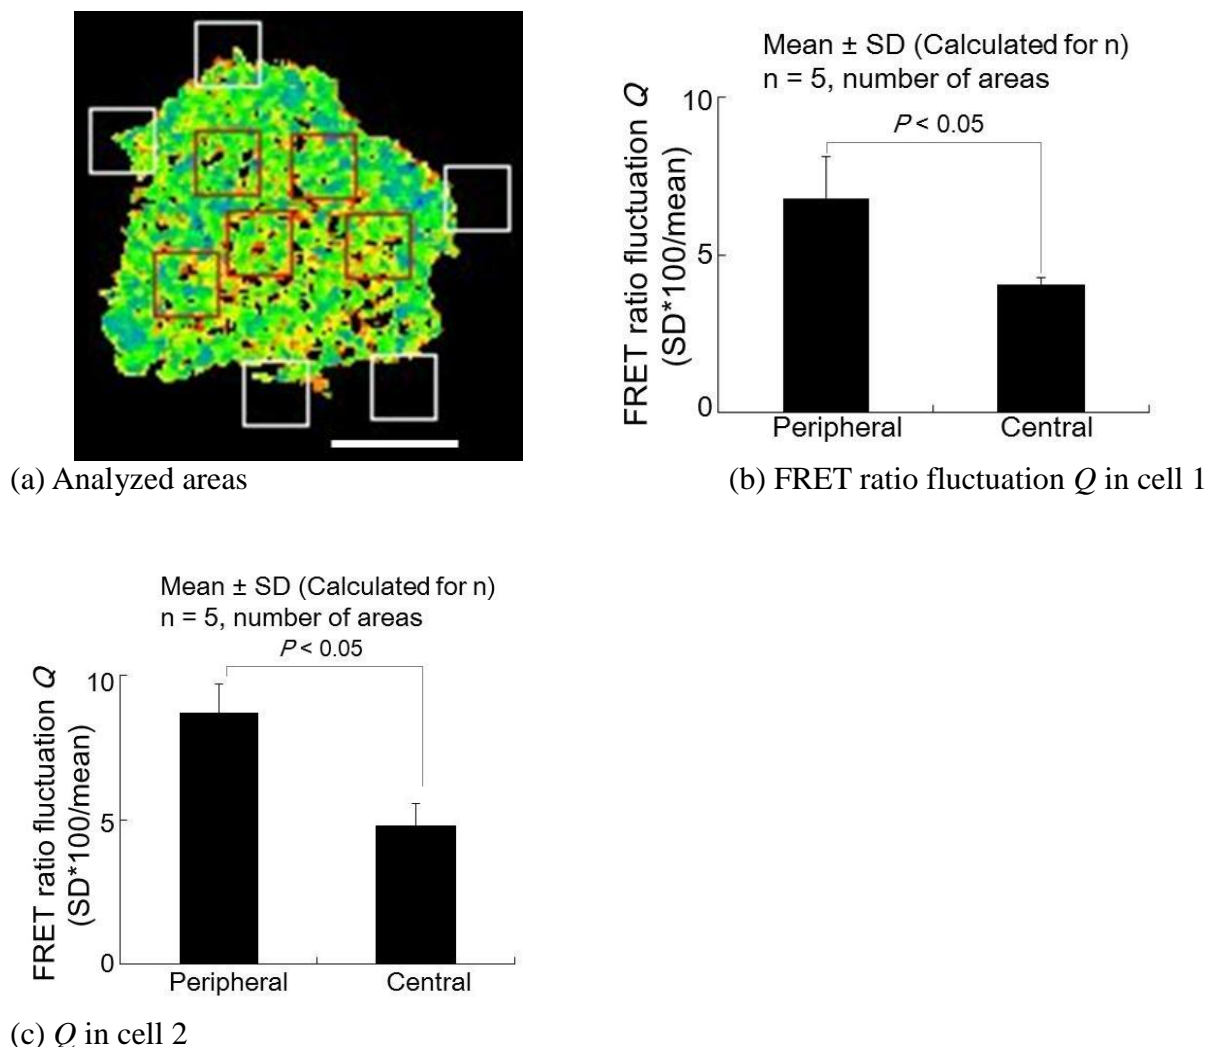 Mean ± SD (Calculated for n)
n = 5, number of areas
P < 0.05
10
5
0
FRET ratio fluctuation Q
(SD*100/mean)
Peripheral
Central
(a) Analyzed areas
(b) FRET ratio fluctuation Q in cell 1
Mean ± SD (Calculated for n)
n = 5, number of areas
P < 0.05
10
5
0
FRET ratio fluctuation Q
(SD*100/mean)
Peripheral
Central
(c) Q in cell 2